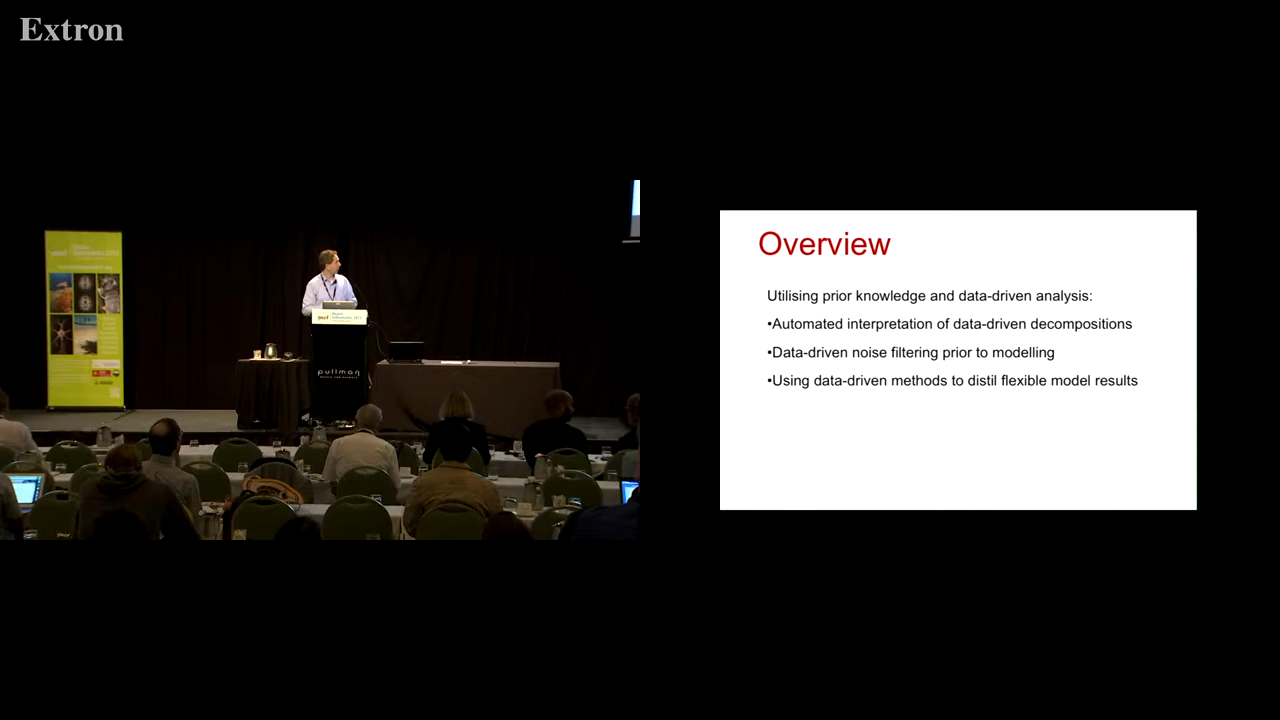 Extron
pullman
Overview
Utilising prior knowledge and data-driven analysis:
•Automated interpretation of data-driven decompositions
•Data-driven noise filtering prior to modelling
•Using data-driven methods to distil flexible model results